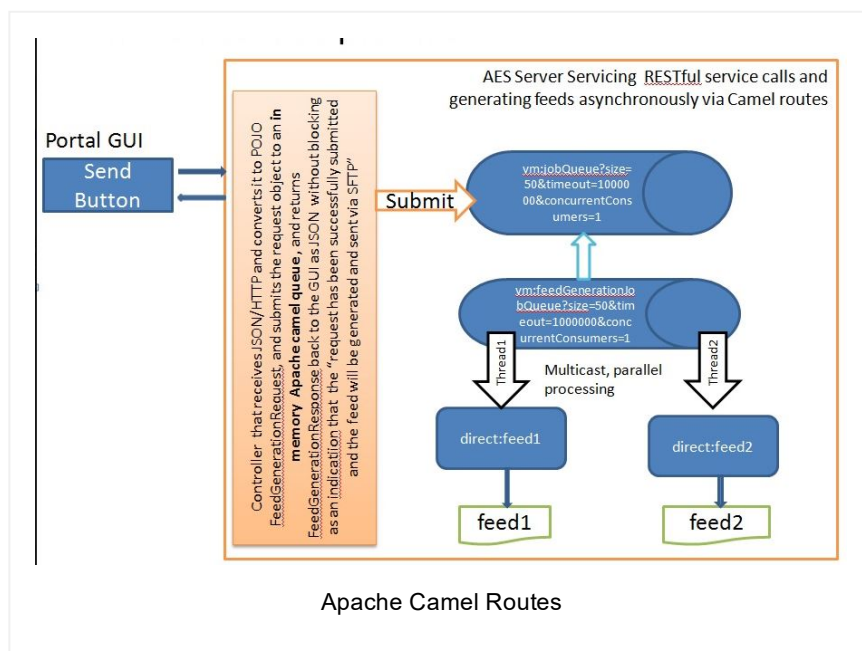 AES Server Servicing RESTful service calls and
generating feeds asynchronously via Camel routes
Portal GUI
Send
Button
Controller that receives JSON/HTTP and converts it to POJO
FeedGenerationRequest, and submits the request object to an in
memory Apache camel queue, and returns
FeedGenerationResponse back to the GUI as JSON without blocking
as an indication that the "request has been successfully submitted
and the feed will be generated and sent via SFTP"
Submit
vm:jobQueue?size=
50&timeout=10000
00&concurrentCons
umers=1
vm:feedGenerationJo
bQueue?size=50&tim
eout=1000000&conc
urrentConsumers=1
Thread1
Multicast, parallel
processing
Thread2
direct:feed1
direct:feed2
feed1
feed2
Apache Camel Routes